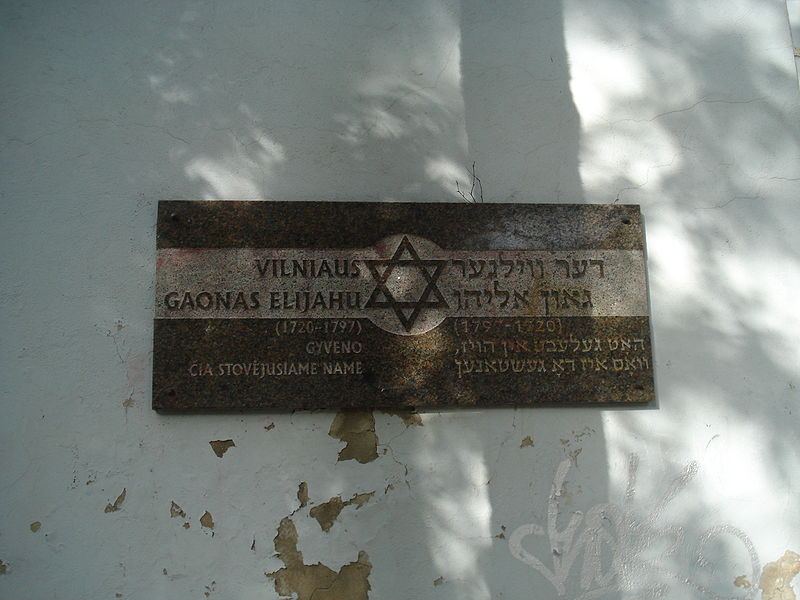 VILNIAUS
GAONAS ELIJAHU
(1720-1797)
GYVENO
ČIA STOVĖJUSIAME NAME
דער ווילנער
גאון אליהו
(1797-1720)
האט געלעבט אין הויז,
וואס איז דא געשטאנען